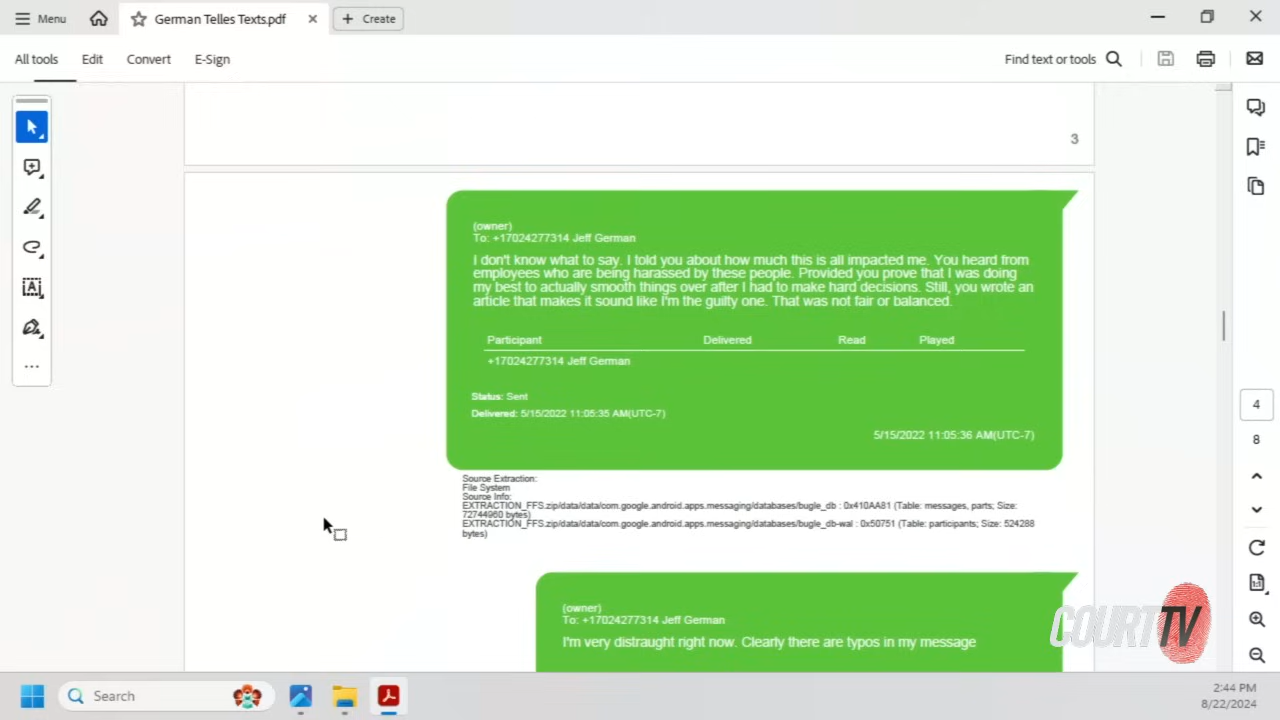 Menu
German Telles Texts.pdf
Create
All tools
Edit
Convert
E-Sign
Find text or tools
3
(owner)
To: +17024277314 Jeff German
I don't know what to say. I told you about how much this is all impacted me. You heard from
employees who are being harassed by these people. Provided you prove that I was doing
my best to actually smooth things over after I had to make hard decisions. Still, you wrote an
article that makes it sound like I'm the guilty one. That was not fair or balanced.
Participant Delivered Read Played
+17024277314 Jeff German
Status: Sent
Delivered: 5/15/2022 11:05:35 AM(UTC-7)
5/15/2022 11:05:36 AM(UTC-7)
Source Extraction:
File System
Source Info:
EXTRACTION_FFS.zip/data/data/com.google.android.apps.messaging/databases/bugle_db : 0x410AA81 (Table: messages, parts; Size:
72744960 bytes)
EXTRACTION_FFS.zip/data/data/com.google.android.apps.messaging/databases/bugle_db-wal : 0x50751 (Table: participants; Size: 524288
bytes)
(owner)
To: +17024277314 Jeff German
I'm very distraught right now. Clearly there are typos in my message
4
8
COURT TV
Search
2:44 PM
8/22/2024